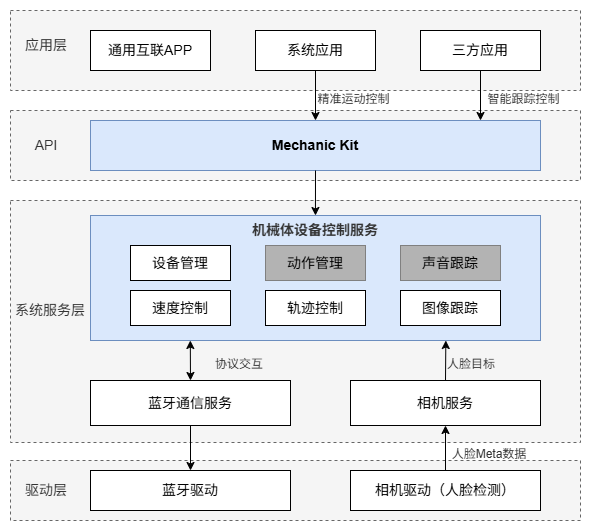 应用层
通用互联APP
系统应用
三方应用
精准运动控制
智能跟踪控制
API
Mechanic Kit
机械体设备控制服务
设备管理
动作管理
声音跟踪
系统服务层
速度控制
轨迹控制
图像跟踪
协议交互
人脸目标
蓝牙通信服务
相机服务
人脸Meta数据
驱动层
蓝牙驱动
相机驱动（人脸检测）